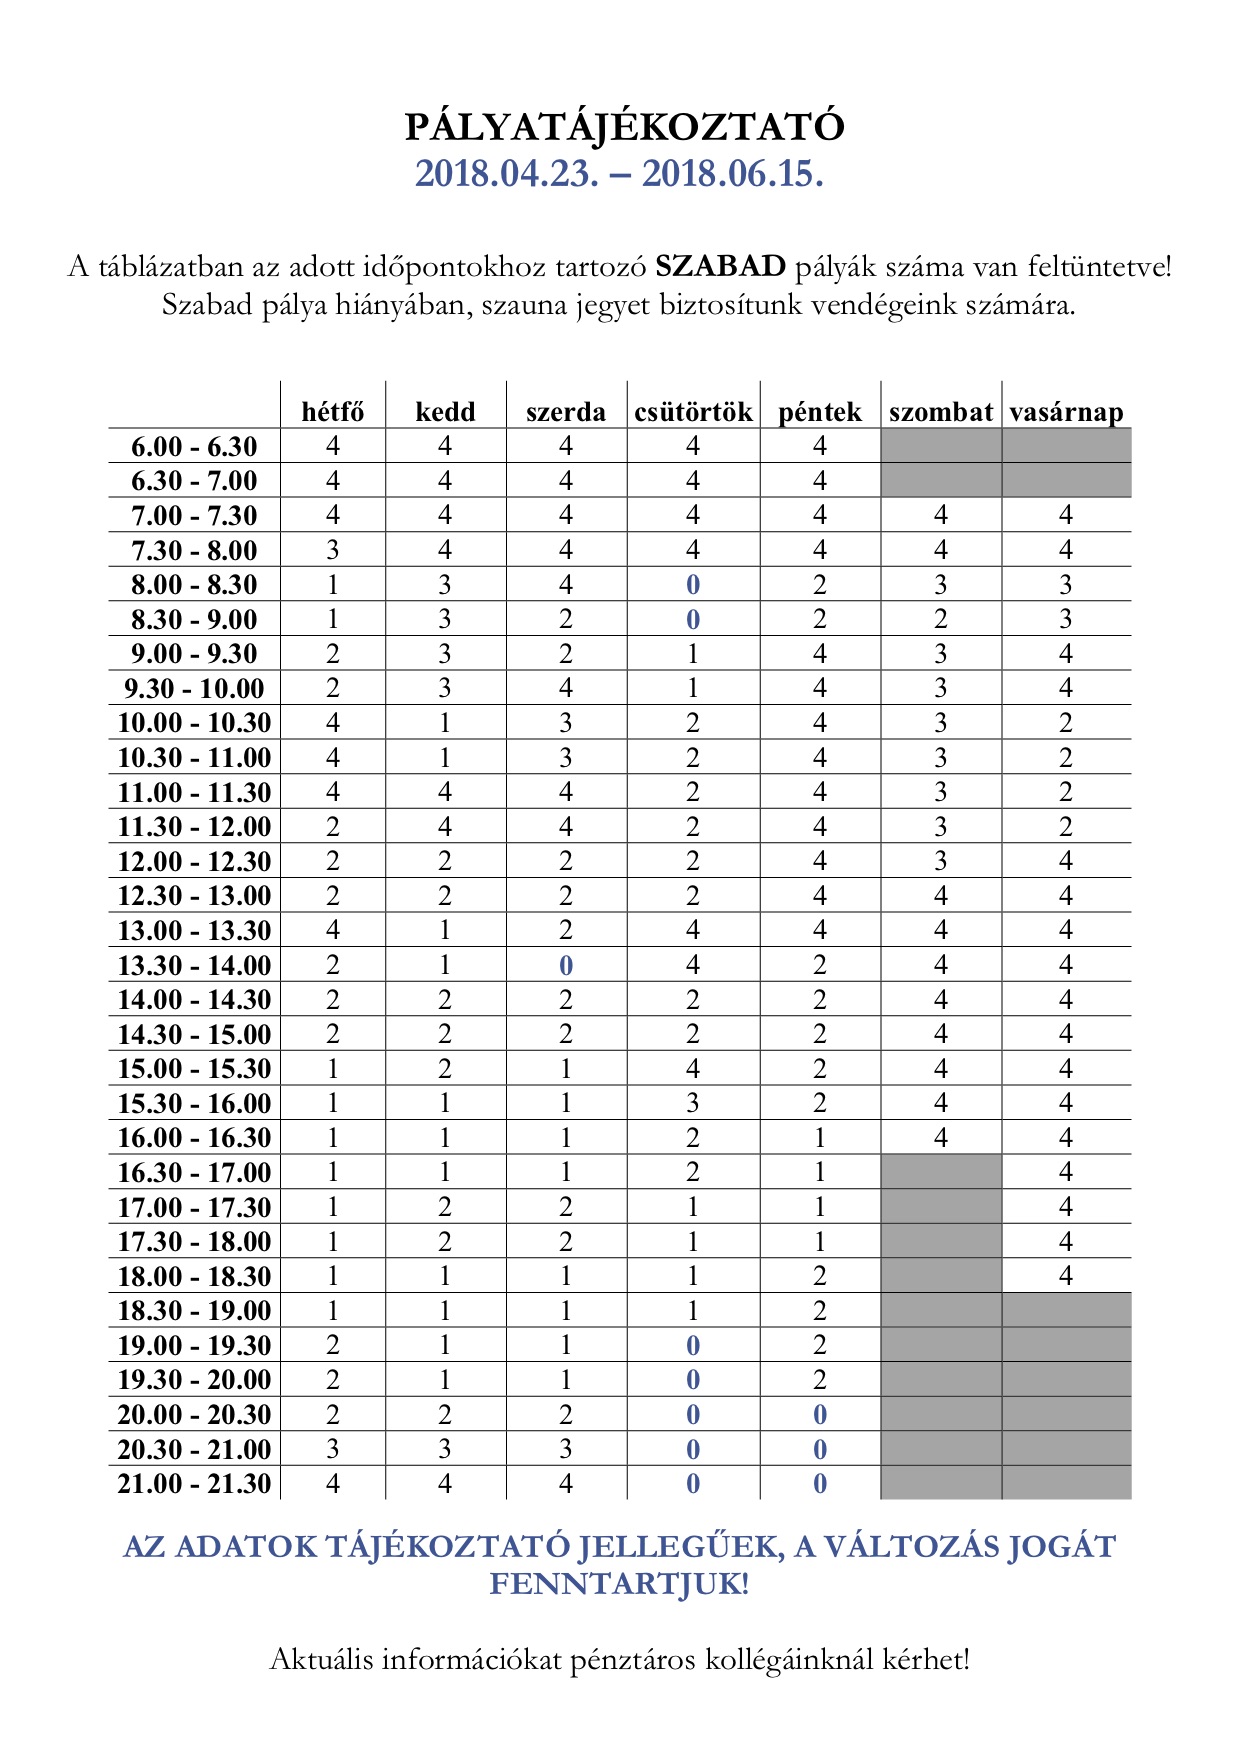 PÁLYATÁJÉKOZTATÓ
2018.04.23. – 2018.06.15.
A táblázatban az adott időpontokhoz tartozó SZABAD pályák száma van feltüntetve!
Szabad pálya hiányában, szauna jegyet biztosítunk vendégeink számára.
hétfő kedd szerda csütörtök péntek szombat vasárnap
6.00 - 6.30 4 4 4 4 4
6.30 - 7.00 4 4 4 4 4
7.00 - 7.30 4 4 4 4 4 4 4
7.30 - 8.00 3 4 4 4 4 4 4
8.00 - 8.30 1 3 4 0 2 3 3
8.30 - 9.00 1 3 2 0 2 2 3
9.00 - 9.30 2 3 2 1 4 3 4
9.30 - 10.00 2 3 4 1 4 3 4
10.00 - 10.30 4 1 3 2 4 3 2
10.30 - 11.00 4 1 3 2 4 3 2
11.00 - 11.30 4 4 4 2 4 3 2
11.30 - 12.00 2 4 4 2 4 3 2
12.00 - 12.30 2 2 2 2 4 3 4
12.30 - 13.00 2 2 2 2 4 4 4
13.00 - 13.30 4 1 2 4 4 4 4
13.30 - 14.00 2 1 0 4 2 4 4
14.00 - 14.30 2 2 2 2 2 4 4
14.30 - 15.00 2 2 2 2 2 4 4
15.00 - 15.30 1 2 1 4 2 4 4
15.30 - 16.00 1 1 1 3 2 4 4
16.00 - 16.30 1 1 1 2 1 4 4
16.30 - 17.00 1 1 1 2 1 4
17.00 - 17.30 1 2 2 1 1 4
17.30 - 18.00 1 2 2 1 1 4
18.00 - 18.30 1 1 1 1 2 4
18.30 - 19.00 1 1 1 1 2
19.00 - 19.30 2 1 1 0 2
19.30 - 20.00 2 1 1 0 2
20.00 - 20.30 2 2 2 0 0
20.30 - 21.00 3 3 3 0 0
21.00 - 21.30 4 4 4 0 0
AZ ADATOK TÁJÉKOZTATÓ JELLEGŰEK, A VÁLTOZÁS JOGÁT
FENNTARTJUK!
Aktuális információkat pénztáros kollégáinknál kérhet!